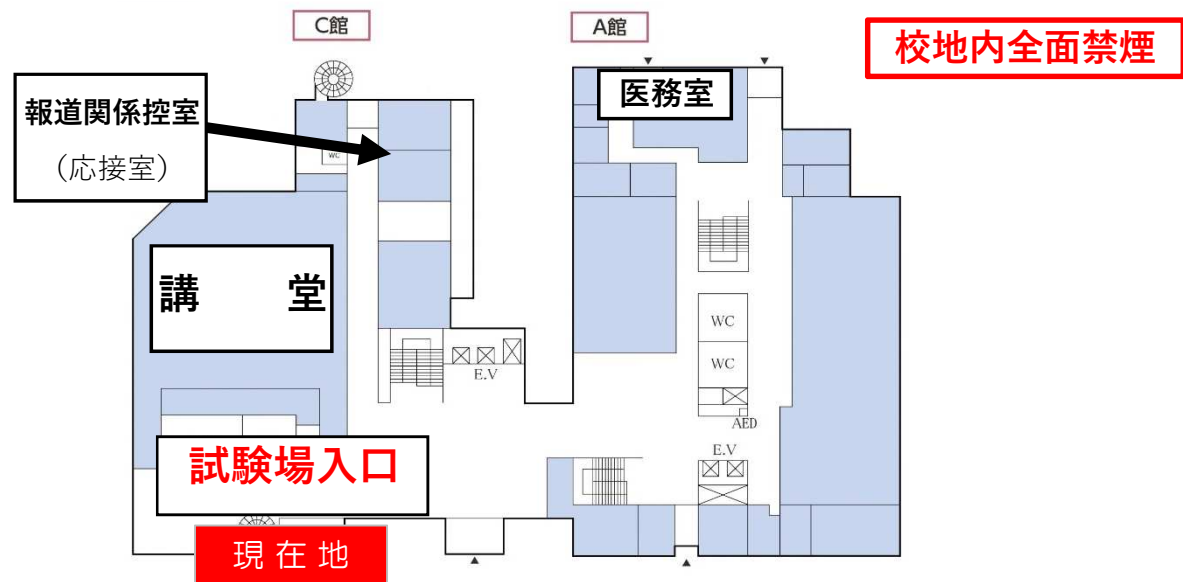 C館
A館
校地内全面禁煙
医務室
報道関係控室
（応接室）
WC
講　　堂
WC
WC
E.V
AED
E.V
試験場入口
現 在 地